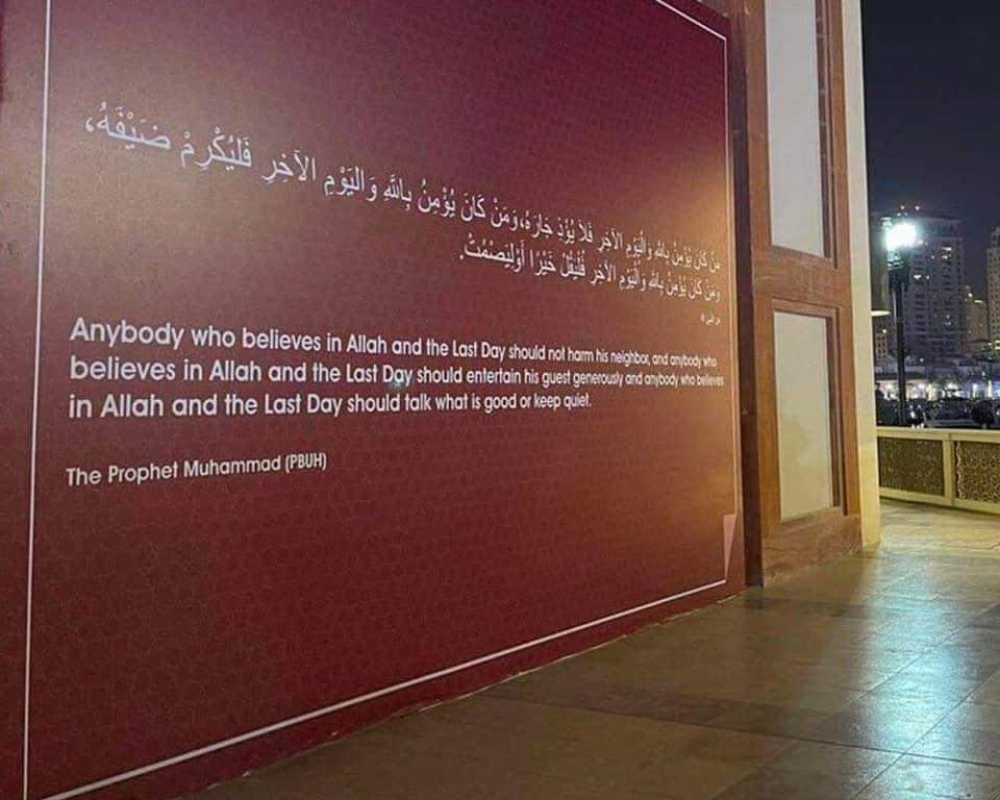 مَنْ كَانَ يُؤْمِنُ بِاللَّهِ وَالْيَوْمِ الآخِرِ فَلاَ يُؤْذِ جَارَهُ، وَمَنْ كَانَ يُؤْمِنُ بِاللَّهِ وَالْيَوْمِ الآخِرِ فَلْيُكْرِمْ ضَيْفَهُ،
وَمَنْ كَانَ يُؤْمِنُ بِاللَّهِ وَالْيَوْمِ الآخِرِ فَلْيَقُلْ خَيْرًا أَوْلِيَصْمُتْ.
Anybody who believes in Allah and the Last Day should not harm his neighbor, and anybody who
believes in Allah and the Last Day should entertain his guest generously and anybody who believes
in Allah and the Last Day should talk what is good or keep quiet.
The Prophet Muhammad (PBUH)